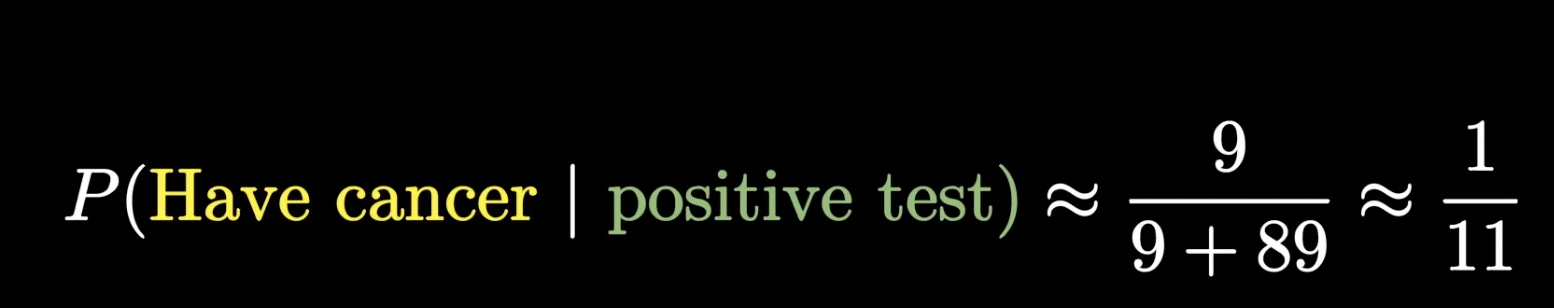 P(Have cancer | positive test) ≈ 9/(9 + 89) ≈ 1/11